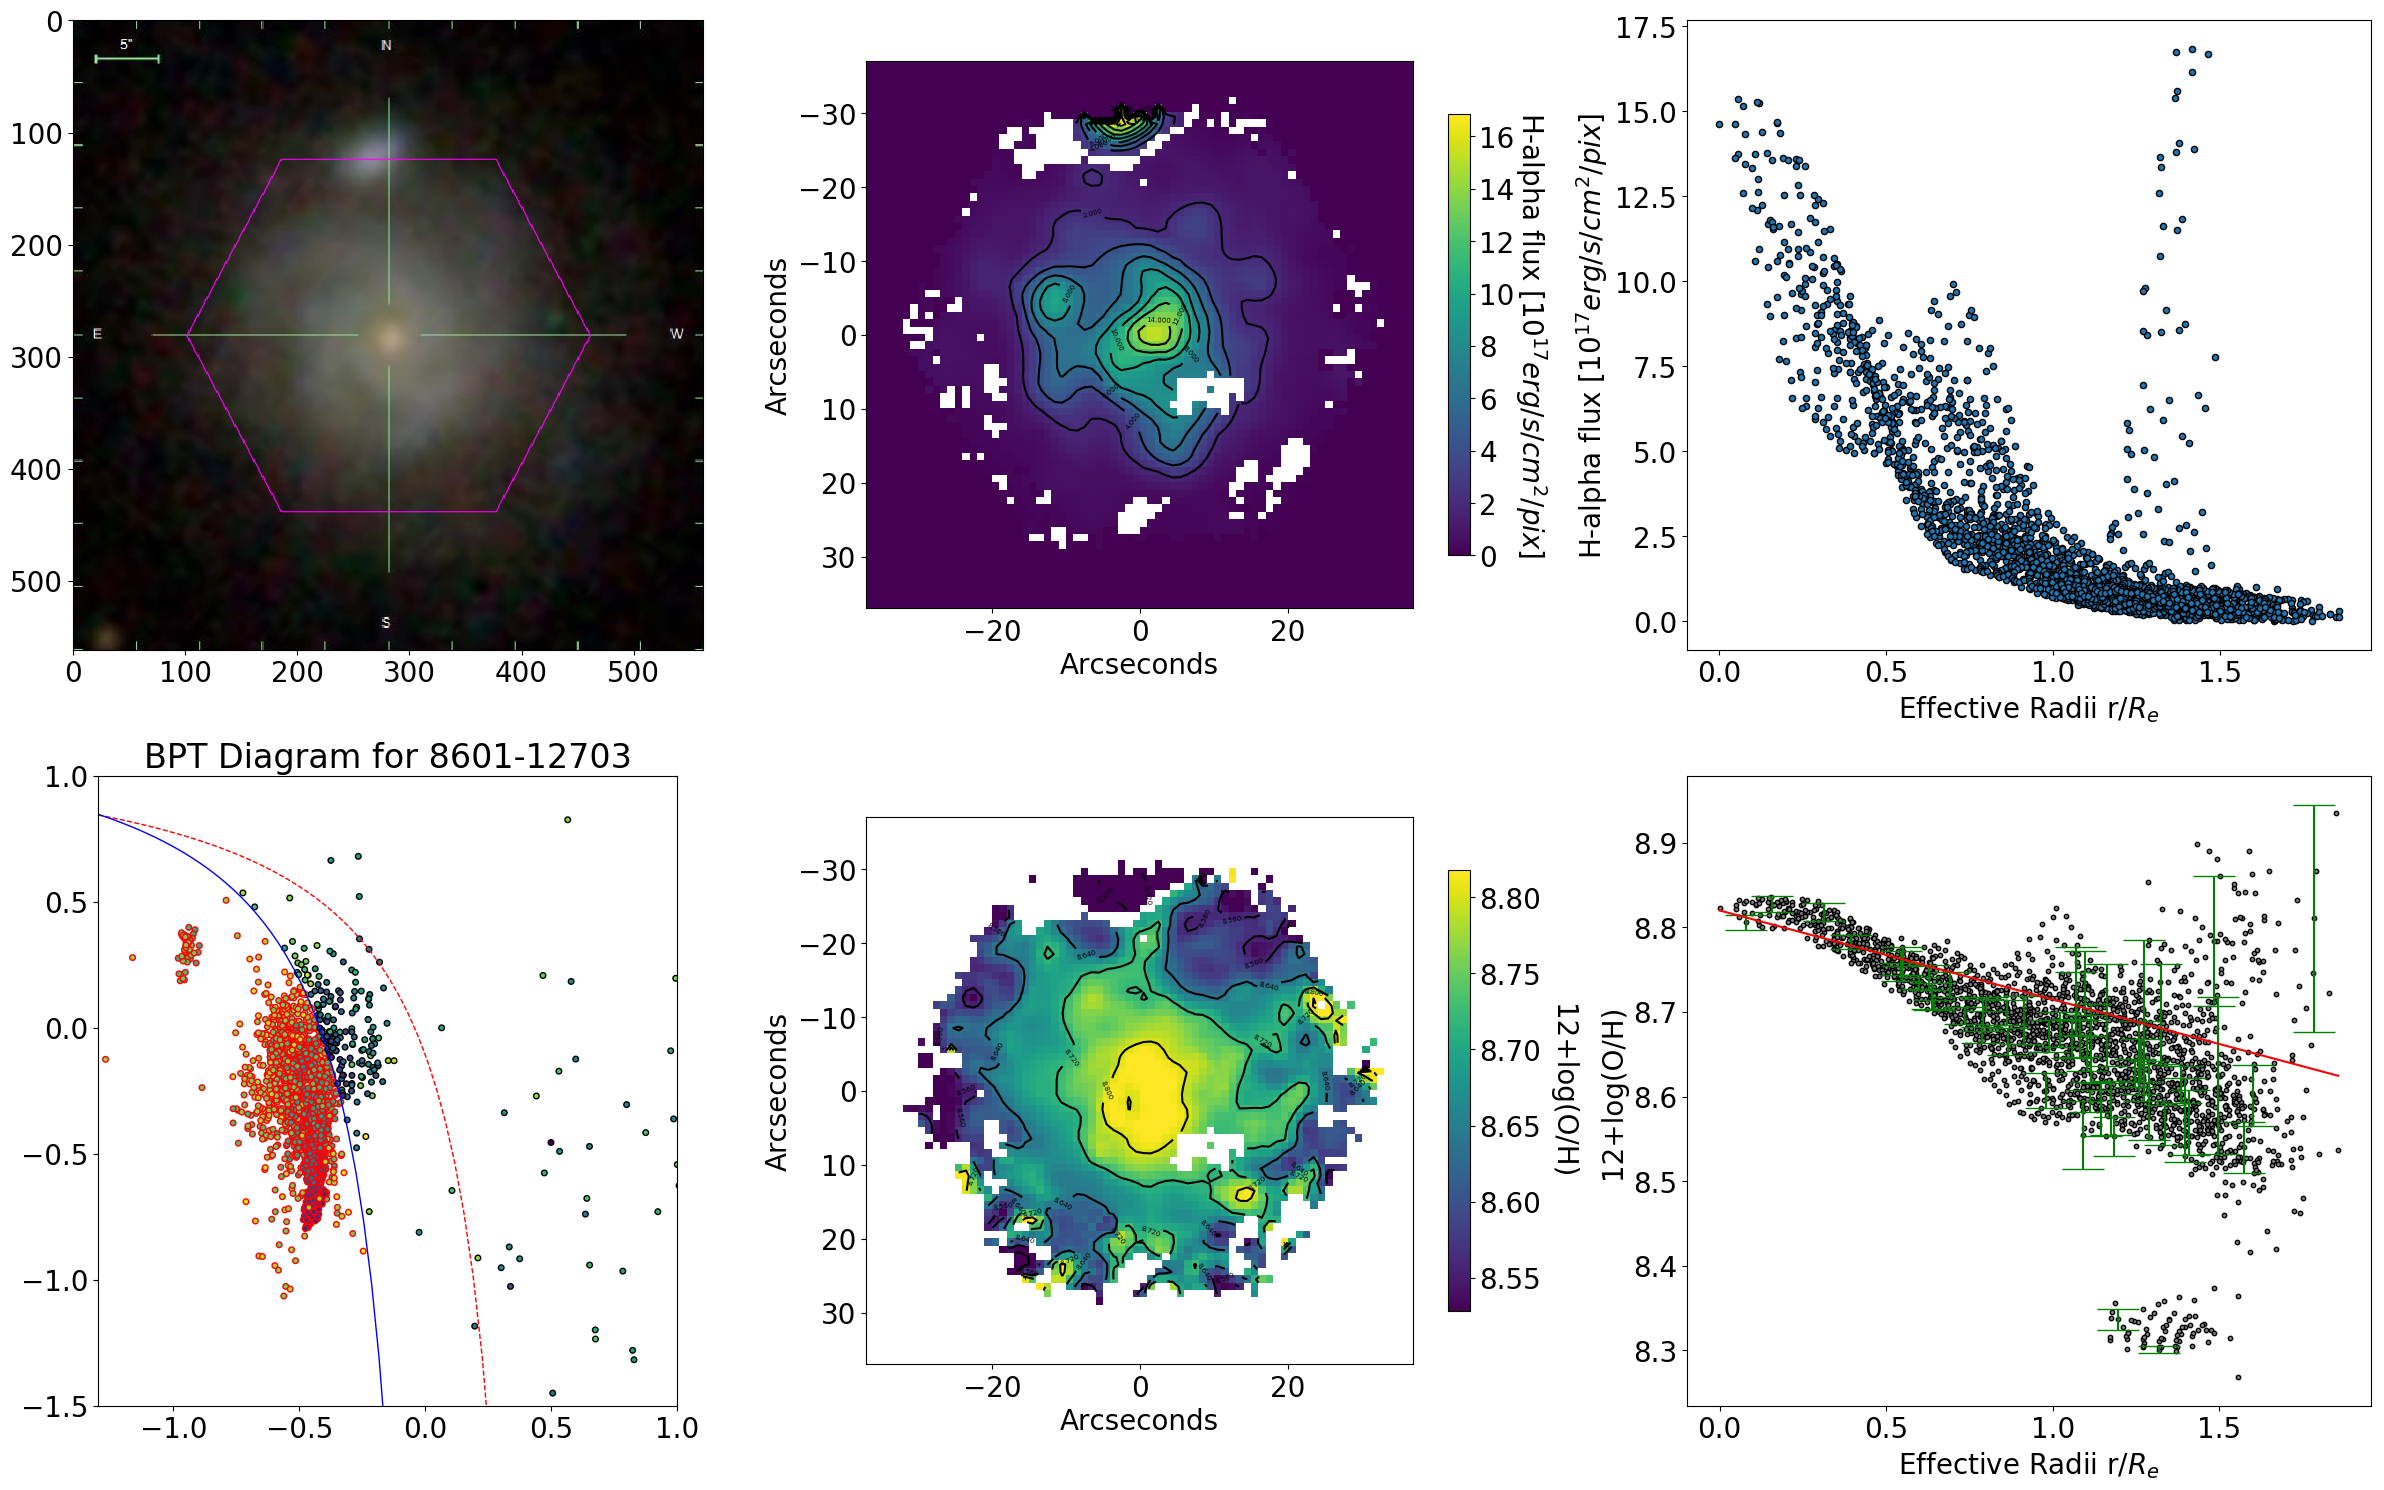 0
100
200
300
400
500
0 100 200 300 400 500
5"
N
E
W
S
−30
−20
−10
0
10
20
30
−20 0 20
Arcseconds
Arcseconds
16
14
12
10
8
6
4
2
0
H-alpha flux [10^17 erg/s/cm^2/pix]
17.5
15.0
12.5
10.0
7.5
5.0
2.5
0.0
0.0 0.5 1.0 1.5
H-alpha flux [10^17 erg/s/cm^2/pix]
Effective Radii r/R_e
BPT Diagram for 8601-12703
1.0
0.5
0.0
−0.5
−1.0
−1.5
−1.0 −0.5 0.0 0.5 1.0
−30
−20
−10
0
10
20
30
−20 0 20
Arcseconds
Arcseconds
8.80
8.75
8.70
8.65
8.60
8.55
12+log(O/H)
8.9
8.8
8.7
8.6
8.5
8.4
8.3
0.0 0.5 1.0 1.5
12+log(O/H)
Effective Radii r/R_e